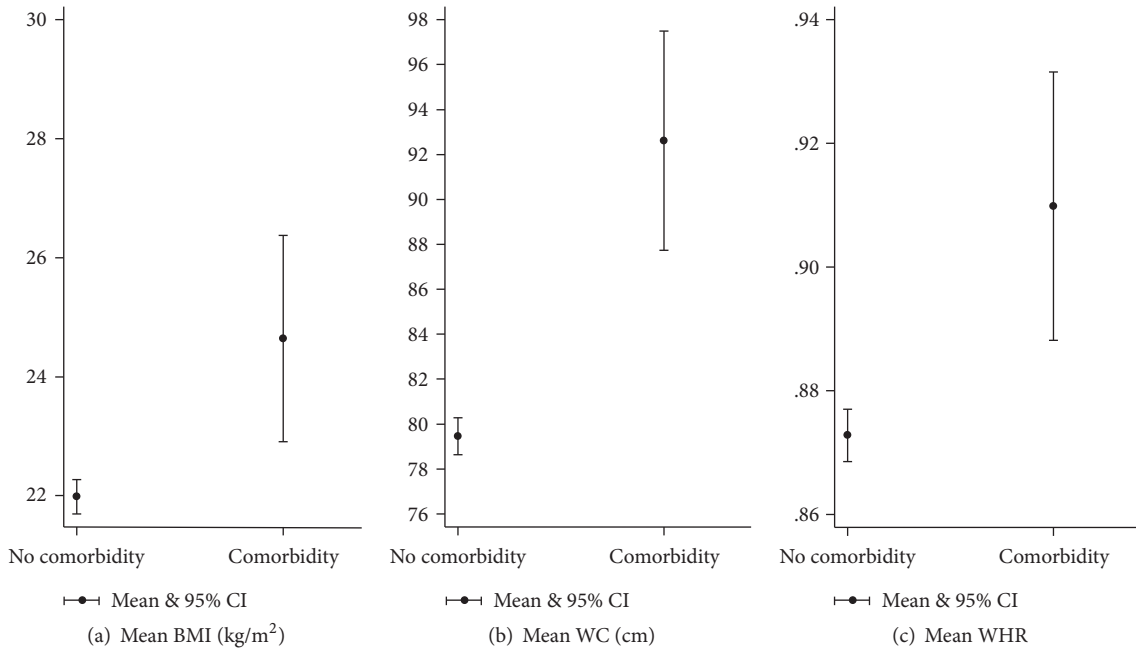 30
28
26
24
22
No comorbidity
Comorbidity
Mean & 95% CI
(a) Mean BMI (kg/m²)
98
96
94
92
90
88
86
84
82
80
78
76
No comorbidity
Comorbidity
Mean & 95% CI
(b) Mean WC (cm)
.94
.92
.90
.88
.86
No comorbidity
Comorbidity
Mean & 95% CI
(c) Mean WHR